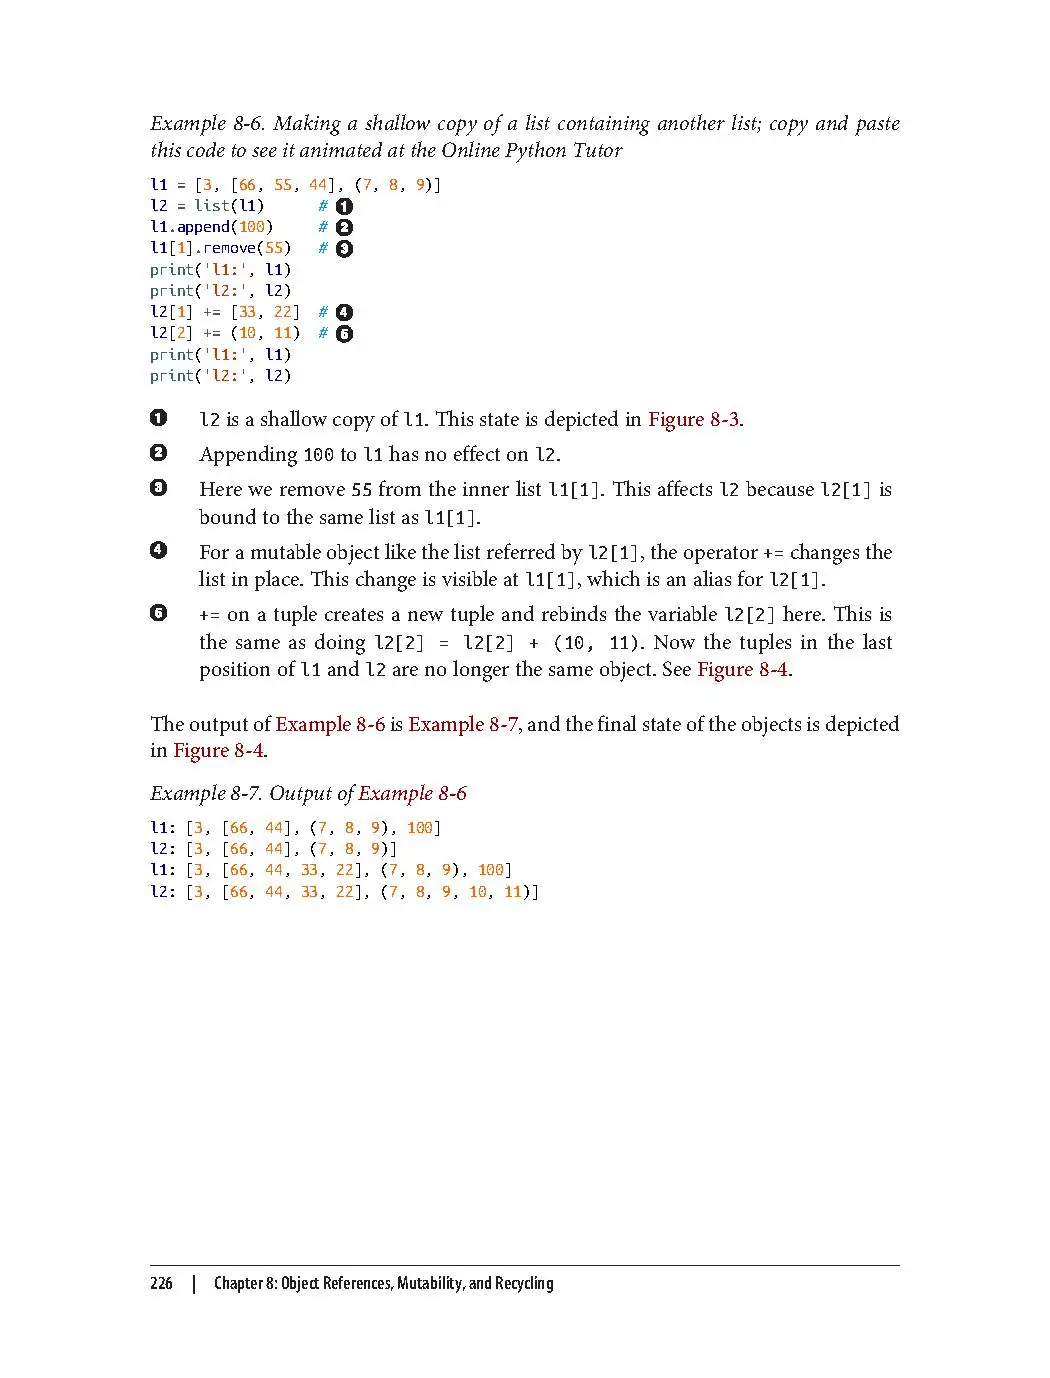 Example 8-6. Making a shallow copy of a list containing another list; copy and paste
this code to see it animated at the Online Python Tutor
l1 = [3, [66, 55, 44], (7, 8, 9)]
l2 = list(l1)      # ❶
l1.append(100)     # ❷
l1[1].remove(55)   # ❸
print('l1:', l1)
print('l2:', l2)
l2[1] += [33, 22]  # ❹
l2[2] += (10, 11)  # ❺
print('l1:', l1)
print('l2:', l2)
❶ l2 is a shallow copy of l1. This state is depicted in Figure 8-3.
❷ Appending 100 to l1 has no effect on l2.
❸ Here we remove 55 from the inner list l1[1]. This affects l2 because l2[1] is
bound to the same list as l1[1].
❹ For a mutable object like the list referred by l2[1], the operator += changes the
list in place. This change is visible at l1[1], which is an alias for l2[1].
❺ += on a tuple creates a new tuple and rebinds the variable l2[2] here. This is
the same as doing l2[2] = l2[2] + (10, 11). Now the tuples in the last
position of l1 and l2 are no longer the same object. See Figure 8-4.
The output of Example 8-6 is Example 8-7, and the final state of the objects is depicted
in Figure 8-4.
Example 8-7. Output of Example 8-6
l1: [3, [66, 44], (7, 8, 9), 100]
l2: [3, [66, 44], (7, 8, 9)]
l1: [3, [66, 44, 33, 22], (7, 8, 9), 100]
l2: [3, [66, 44, 33, 22], (7, 8, 9, 10, 11)]
226 | Chapter 8: Object References, Mutability, and Recycling